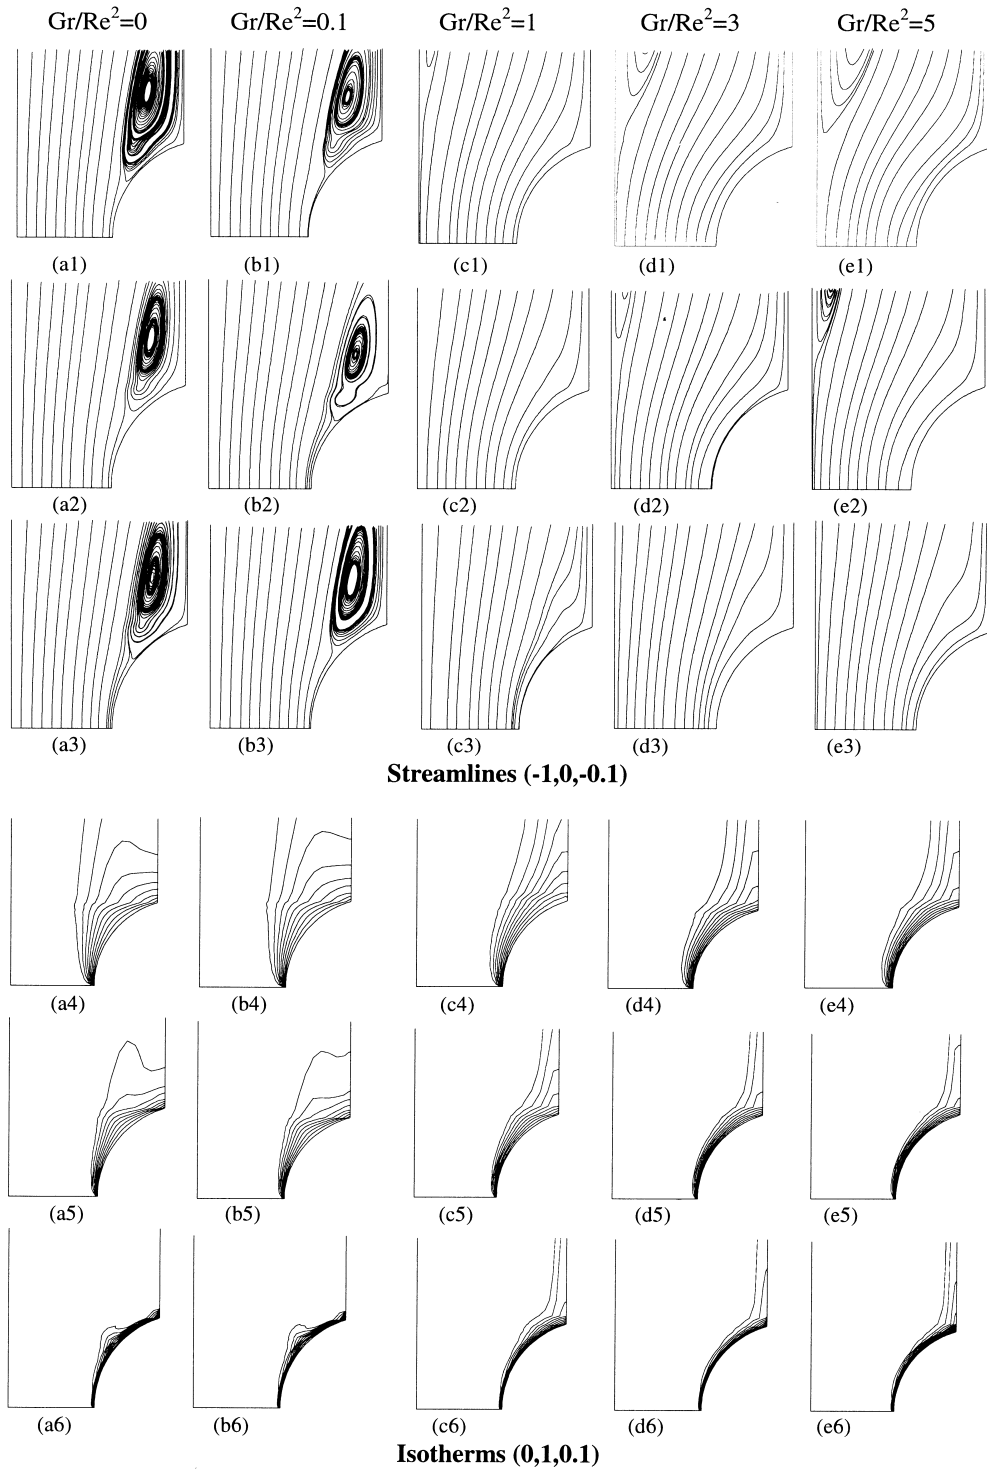 Gr/Re²=0 Gr/Re²=0.1 Gr/Re²=1 Gr/Re²=3 Gr/Re²=5
(a1) (b1) (c1) (d1) (e1)
(a2) (b2) (c2) (d2) (e2)
(a3) (b3) (c3) (d3) (e3)
Streamlines (-1,0,-0.1)
(a4) (b4) (c4) (d4) (e4)
(a5) (b5) (c5) (d5) (e5)
(a6) (b6) (c6) (d6) (e6)
Isotherms (0,1,0.1)